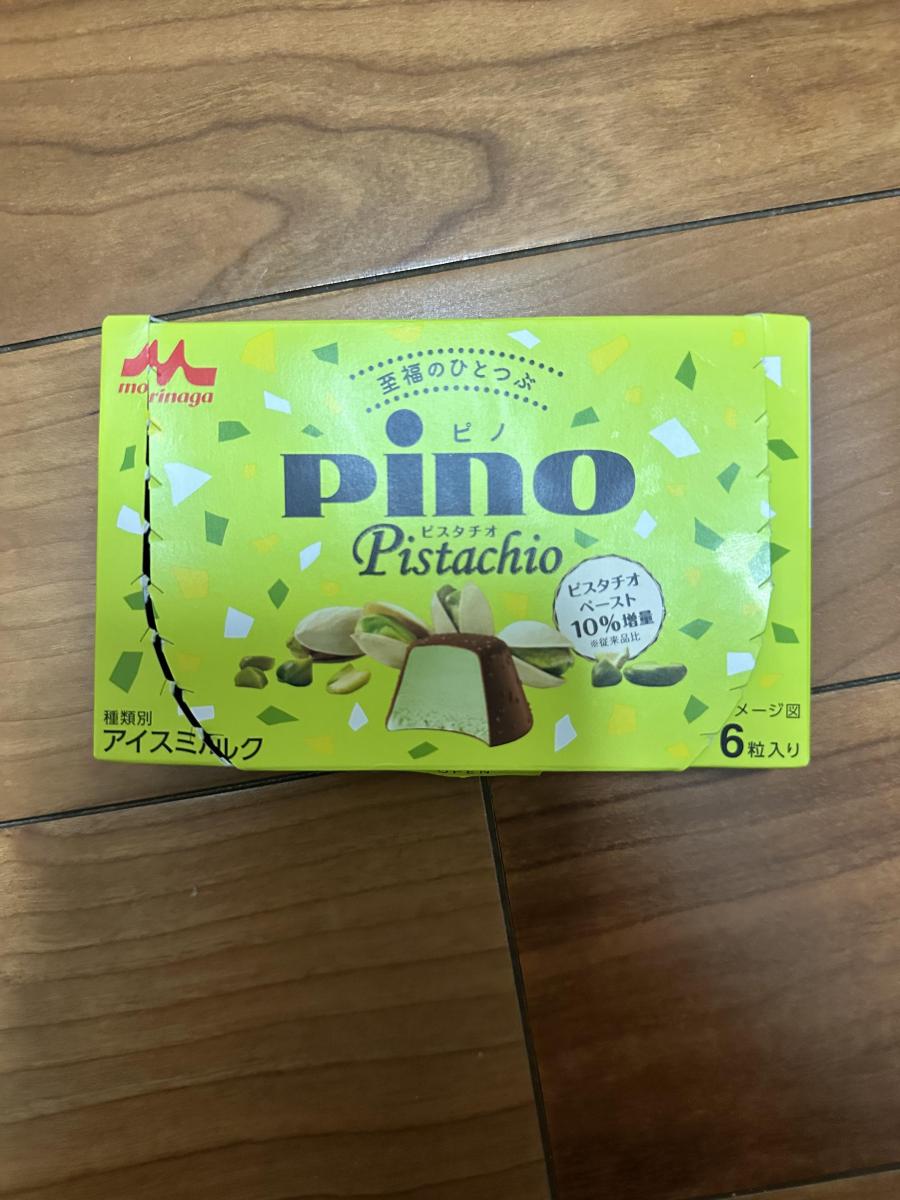 morinaga
至福のひとつぶ
ピノ
pino
ピスタチオ
Pistachio
ピスタチオ
ペースト
10%増量
※従来品比
種類別
アイスミルク
メージ図
6粒入り
OPEN